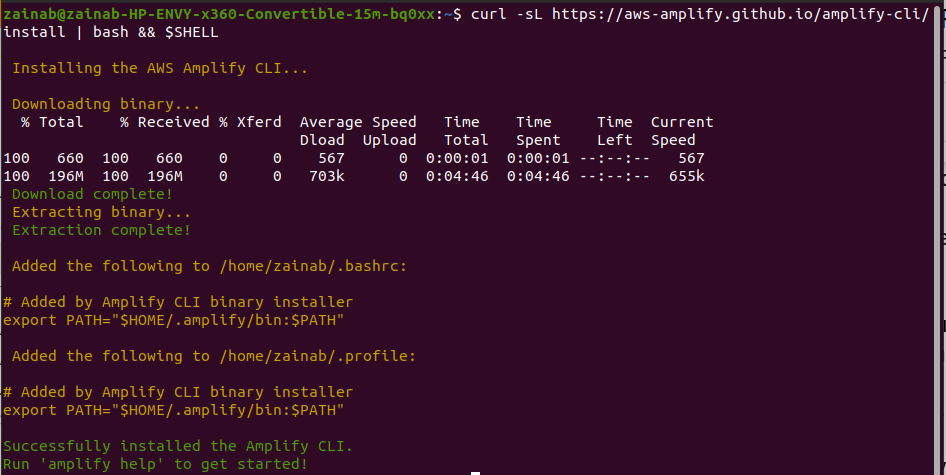 zainab@zainab-HP-ENVY-x360-Convertible-15m-bq0xx:~$ curl -sL https://aws-amplify.github.io/amplify-cli/
install | bash && $SHELL
Installing the AWS Amplify CLI...
Downloading binary...
% Total % Received % Xferd Average Speed Time Time Time Current
Dload Upload Total Spent Left Speed
100 660 100 660 0 0 567 0 0:00:01 0:00:01 --:--:-- 567
100 196M 100 196M 0 0 703k 0 0:04:46 0:04:46 --:--:-- 655k
Download complete!
Extracting binary...
Extraction complete!
Added the following to /home/zainab/.bashrc:
# Added by Amplify CLI binary installer
export PATH="$HOME/.amplify/bin:$PATH"
Added the following to /home/zainab/.profile:
# Added by Amplify CLI binary installer
export PATH="$HOME/.amplify/bin:$PATH"
Successfully installed the Amplify CLI.
Run 'amplify help' to get started!